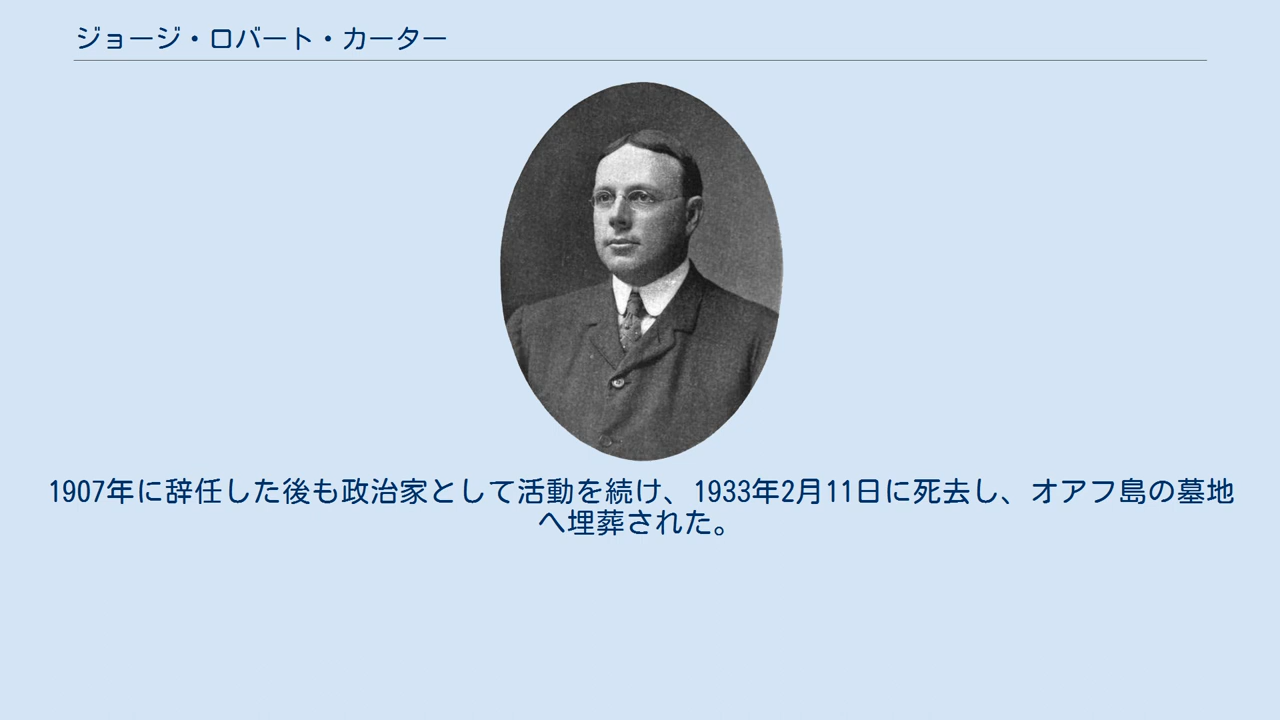 ジョージ・ロバート・カーター
1907年に辞任した後も政治家として活動を続け、1933年2月11日に死去し、オアフ島の墓地
へ埋葬された。